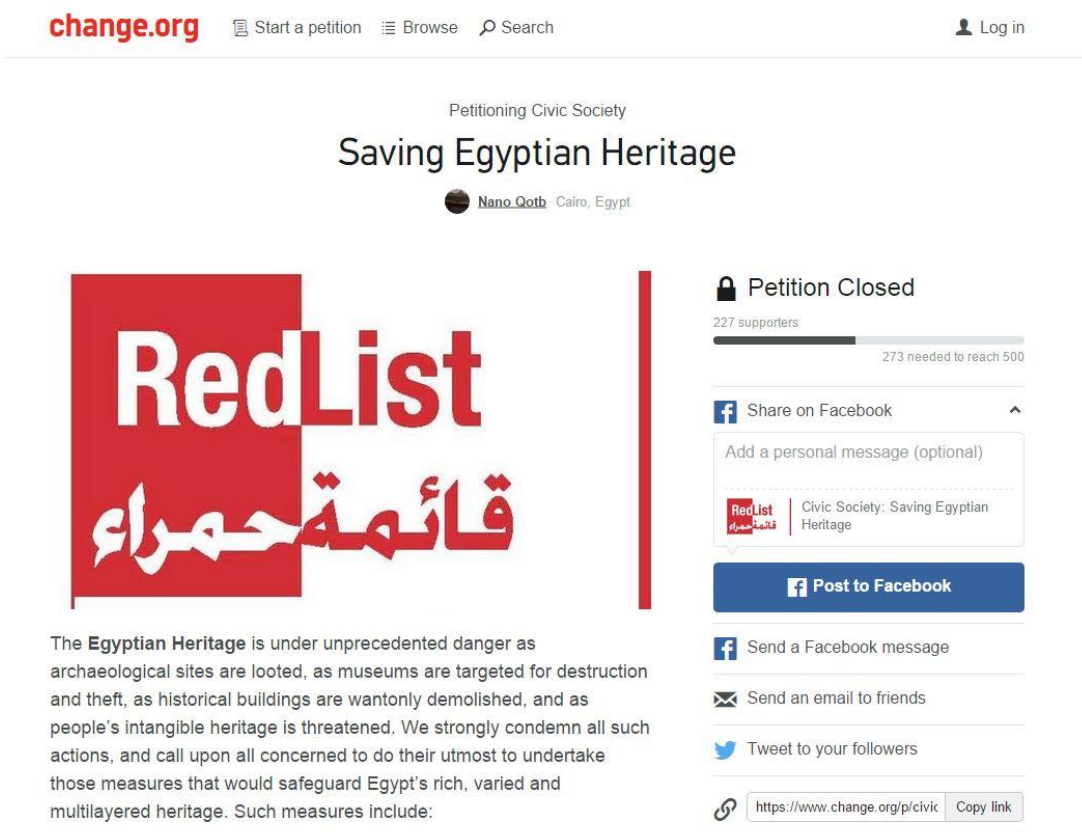 change.org Start a petition Browse Search Log in
Petitioning Civic Society
Saving Egyptian Heritage
Nano Qotb Cairo, Egypt
RedList
قائمة حمراء
The Egyptian Heritage is under unprecedented danger as
archaeological sites are looted, as museums are targeted for destruction
and theft, as historical buildings are wantonly demolished, and as
people's intangible heritage is threatened. We strongly condemn all such
actions, and call upon all concerned to do their utmost to undertake
those measures that would safeguard Egypt's rich, varied and
multilayered heritage. Such measures include:
Petition Closed
227 supporters
273 needed to reach 500
Share on Facebook
Add a personal message (optional)
RedList
قائمة حمراء
Civic Society: Saving Egyptian
Heritage
Post to Facebook
Send a Facebook message
Send an email to friends
Tweet to your followers
https://www.change.org/p/civic Copy link